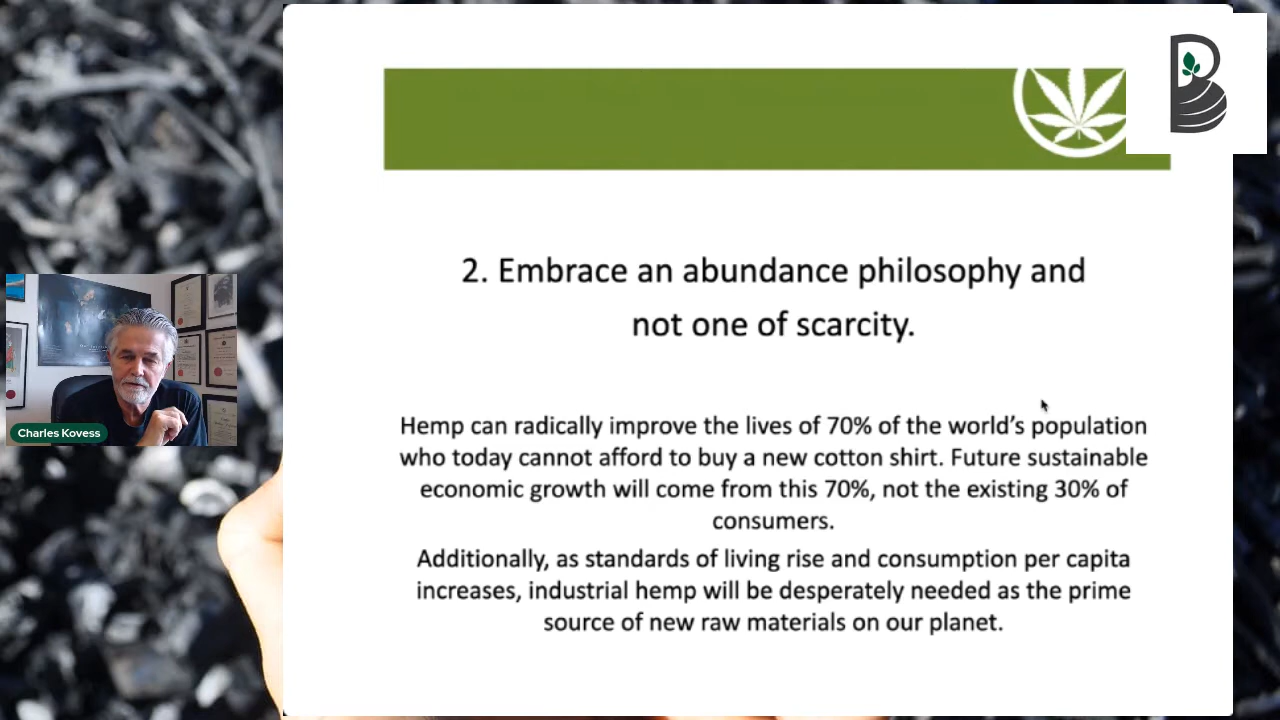 2. Embrace an abundance philosophy and
not one of scarcity.
Hemp can radically improve the lives of 70% of the world’s population
who today cannot afford to buy a new cotton shirt. Future sustainable
economic growth will come from this 70%, not the existing 30% of
consumers.
Additionally, as standards of living rise and consumption per capita
increases, industrial hemp will be desperately needed as the prime
source of new raw materials on our planet.
Charles Kovess